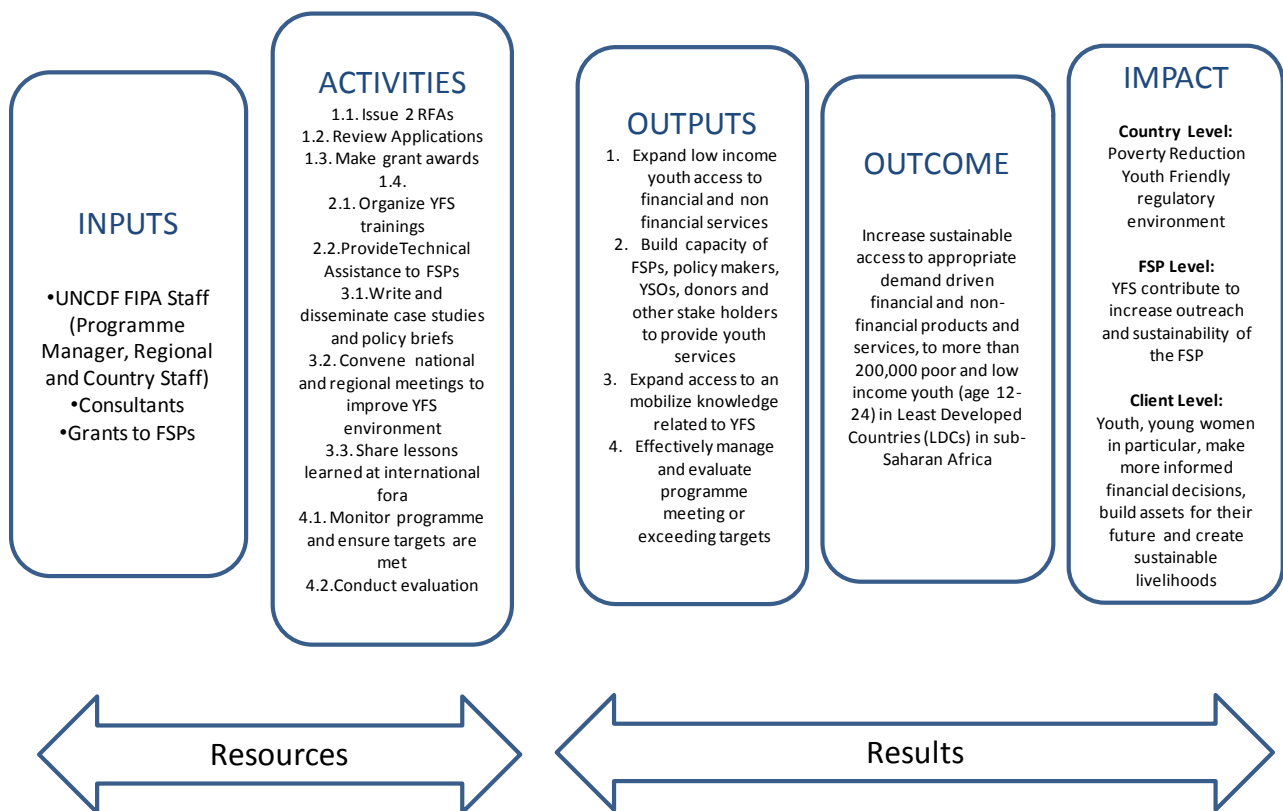 INPUTS
•UNCDF FIPA Staff
(Programme
Manager, Regional
and Country Staff)
•Consultants
•Grants to FSPs
ACTIVITIES
1.1. Issue 2 RFAs
1.2. Review Applications
1.3. Make grant awards
1.4.
2.1. Organize YFS
trainings
2.2.Provide Technical
Assistance to FSPs
3.1. Write and
disseminate case studies
and policy briefs
3.2. Convene national
and regional meetings to
improve YFS
environment
3.3. Share lessons
learned at international
fora
4.1. Monitor programme
and ensure targets are
met
4.2.Conduct evaluation
OUTPUTS
1. Expand low income
youth access to
financial and non
financial services
2. Build capacity of
FSPs, policy makers,
YSOs, donors and
other stake holders
to provide youth
services
3. Expand access to an
mobilize knowledge
related to YFS
4. Effectively manage
and evaluate
programme
meeting or
exceeding targets
OUTCOME
Increase sustainable
access to appropriate
demand driven
financial and non-
financial products and
services, to more than
200,000 poor and low
income youth (age 12-
24) in Least Developed
Countries (LDCs) in sub-
Saharan Africa
IMPACT
Country Level:
Poverty Reduction
Youth Friendly
regulatory
environment
FSP Level:
YFS contribute to
increase outreach
and sustainability of
the FSP
Client Level:
Youth, young women
in particular, make
more informed
financial decisions,
build assets for their
future and create
sustainable
livelihoods
Resources
Results